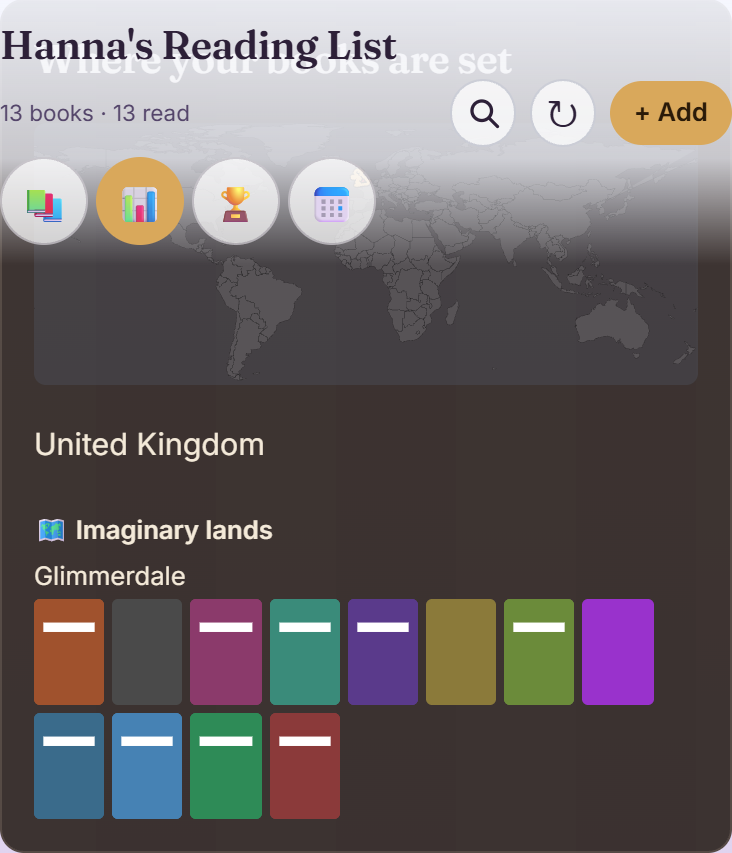 Hanna's Reading List
Where your books are set
13 books · 13 read
+ Add
United Kingdom
Imaginary lands
Glimmerdale